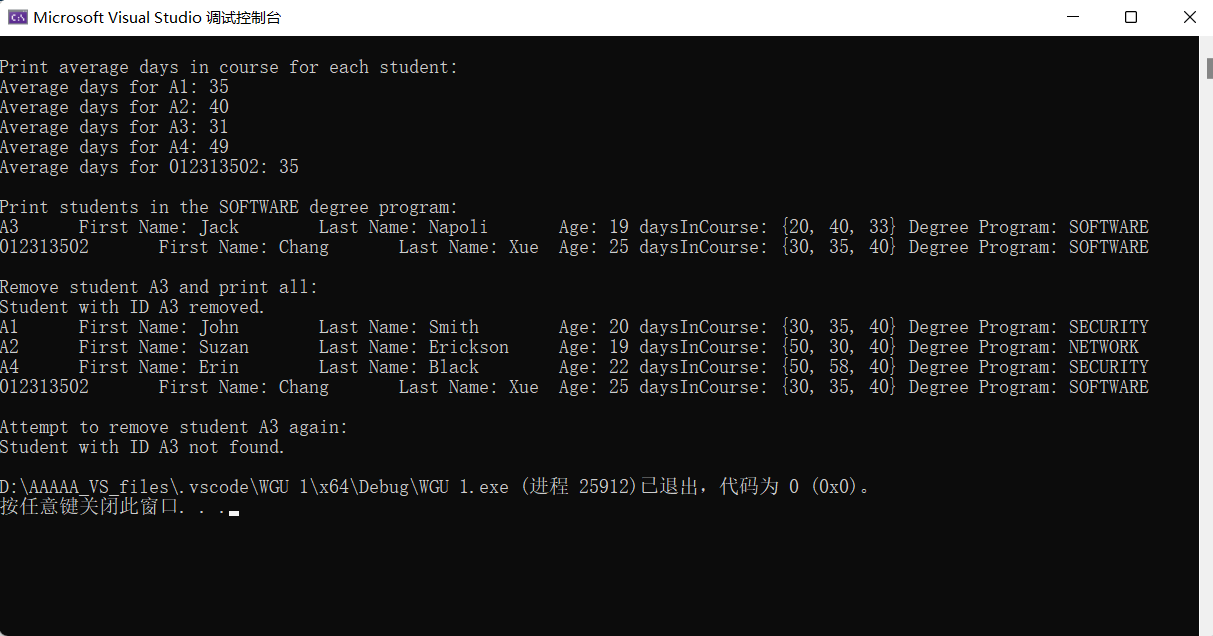 Microsoft Visual Studio 调试控制台
Print average days in course for each student:
Average days for A1: 35
Average days for A2: 40
Average days for A3: 31
Average days for A4: 49
Average days for 012313502: 35
Print students in the SOFTWARE degree program:
A3 First Name: Jack Last Name: Napoli Age: 19 daysInCourse: {20, 40, 33} Degree Program: SOFTWARE
012313502 First Name: Chang Last Name: Xue Age: 25 daysInCourse: {30, 35, 40} Degree Program: SOFTWARE
Remove student A3 and print all:
Student with ID A3 removed.
A1 First Name: John Last Name: Smith Age: 20 daysInCourse: {30, 35, 40} Degree Program: SECURITY
A2 First Name: Suzan Last Name: Erickson Age: 19 daysInCourse: {50, 30, 40} Degree Program: NETWORK
A4 First Name: Erin Last Name: Black Age: 22 daysInCourse: {50, 58, 40} Degree Program: SECURITY
012313502 First Name: Chang Last Name: Xue Age: 25 daysInCourse: {30, 35, 40} Degree Program: SOFTWARE
Attempt to remove student A3 again:
Student with ID A3 not found.
D:\AAAAA_VS_files\.vscode\WGU 1\x64\Debug\WGU 1.exe (进程 25912)已退出，代码为 0 (0x0)。
按任意键关闭此窗口. . .